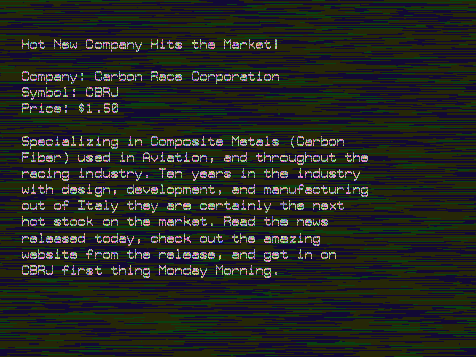 Hot New Company Hits the Market!
Company: Carbon Race Corporation
Symbol: CBRJ
Price: $1.50
Specializing in Composite Metals (Carbon
Fiber) used in Aviation, and throughout the
racing industry. Ten years in the industry
with design, development, and manufacturing
out of Italy they are certainly the next
hot stock on the market. Read the news
released today, check out the amazing
website from the release, and get in on
CBRJ first thing Monday Morning.